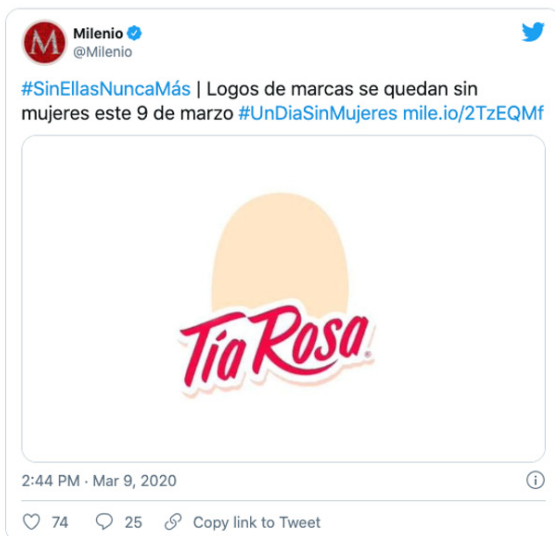 Milenio
@Milenio
#SinEllasNuncaMás | Logos de marcas se quedan sin
mujeres este 9 de marzo #UnDiaSinMujeres mile.io/2TzEQMf
Tía Rosa®
2:44 PM · Mar 9, 2020
74 25 Copy link to Tweet